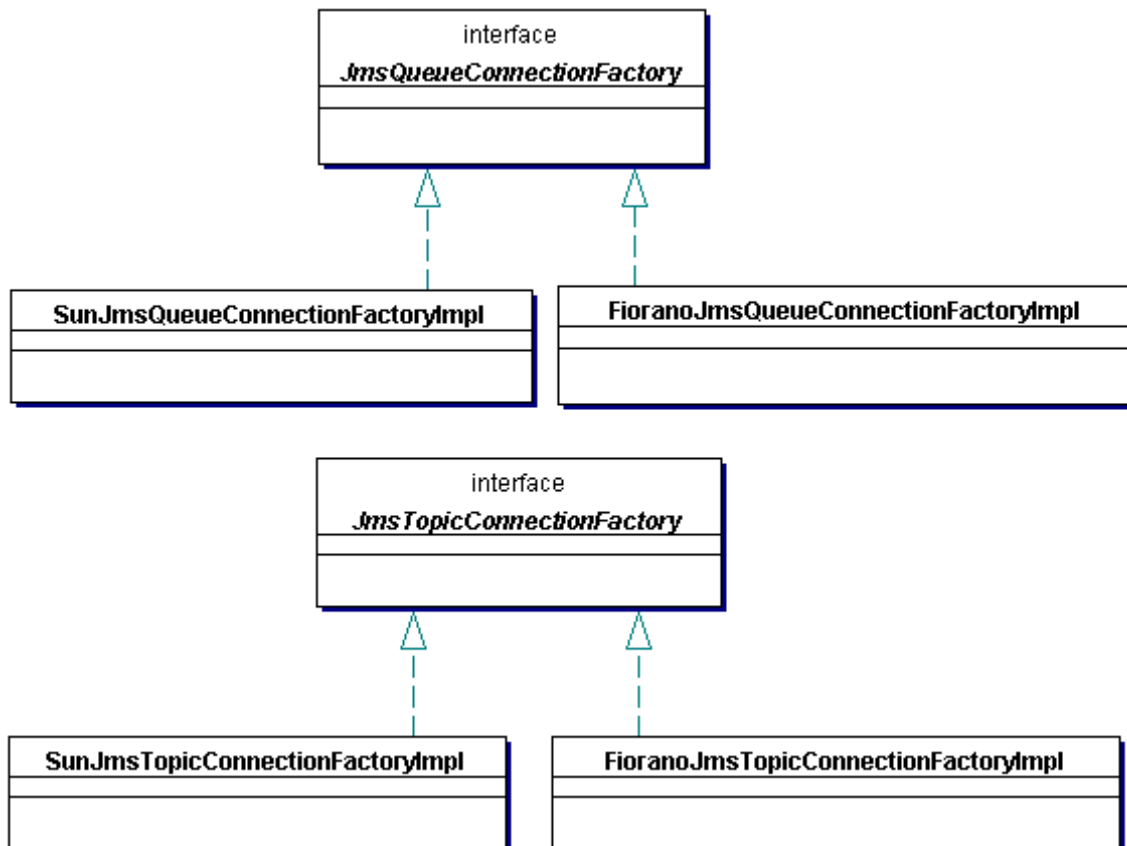 interface
JmsQueueConnectionFactory
SunJmsQueueConnectionFactoryImpl
FioranoJmsQueueConnectionFactoryImpl
interface
JmsTopicConnectionFactory
SunJmsTopicConnectionFactoryImpl
FioranoJmsTopicConnectionFactoryImpl